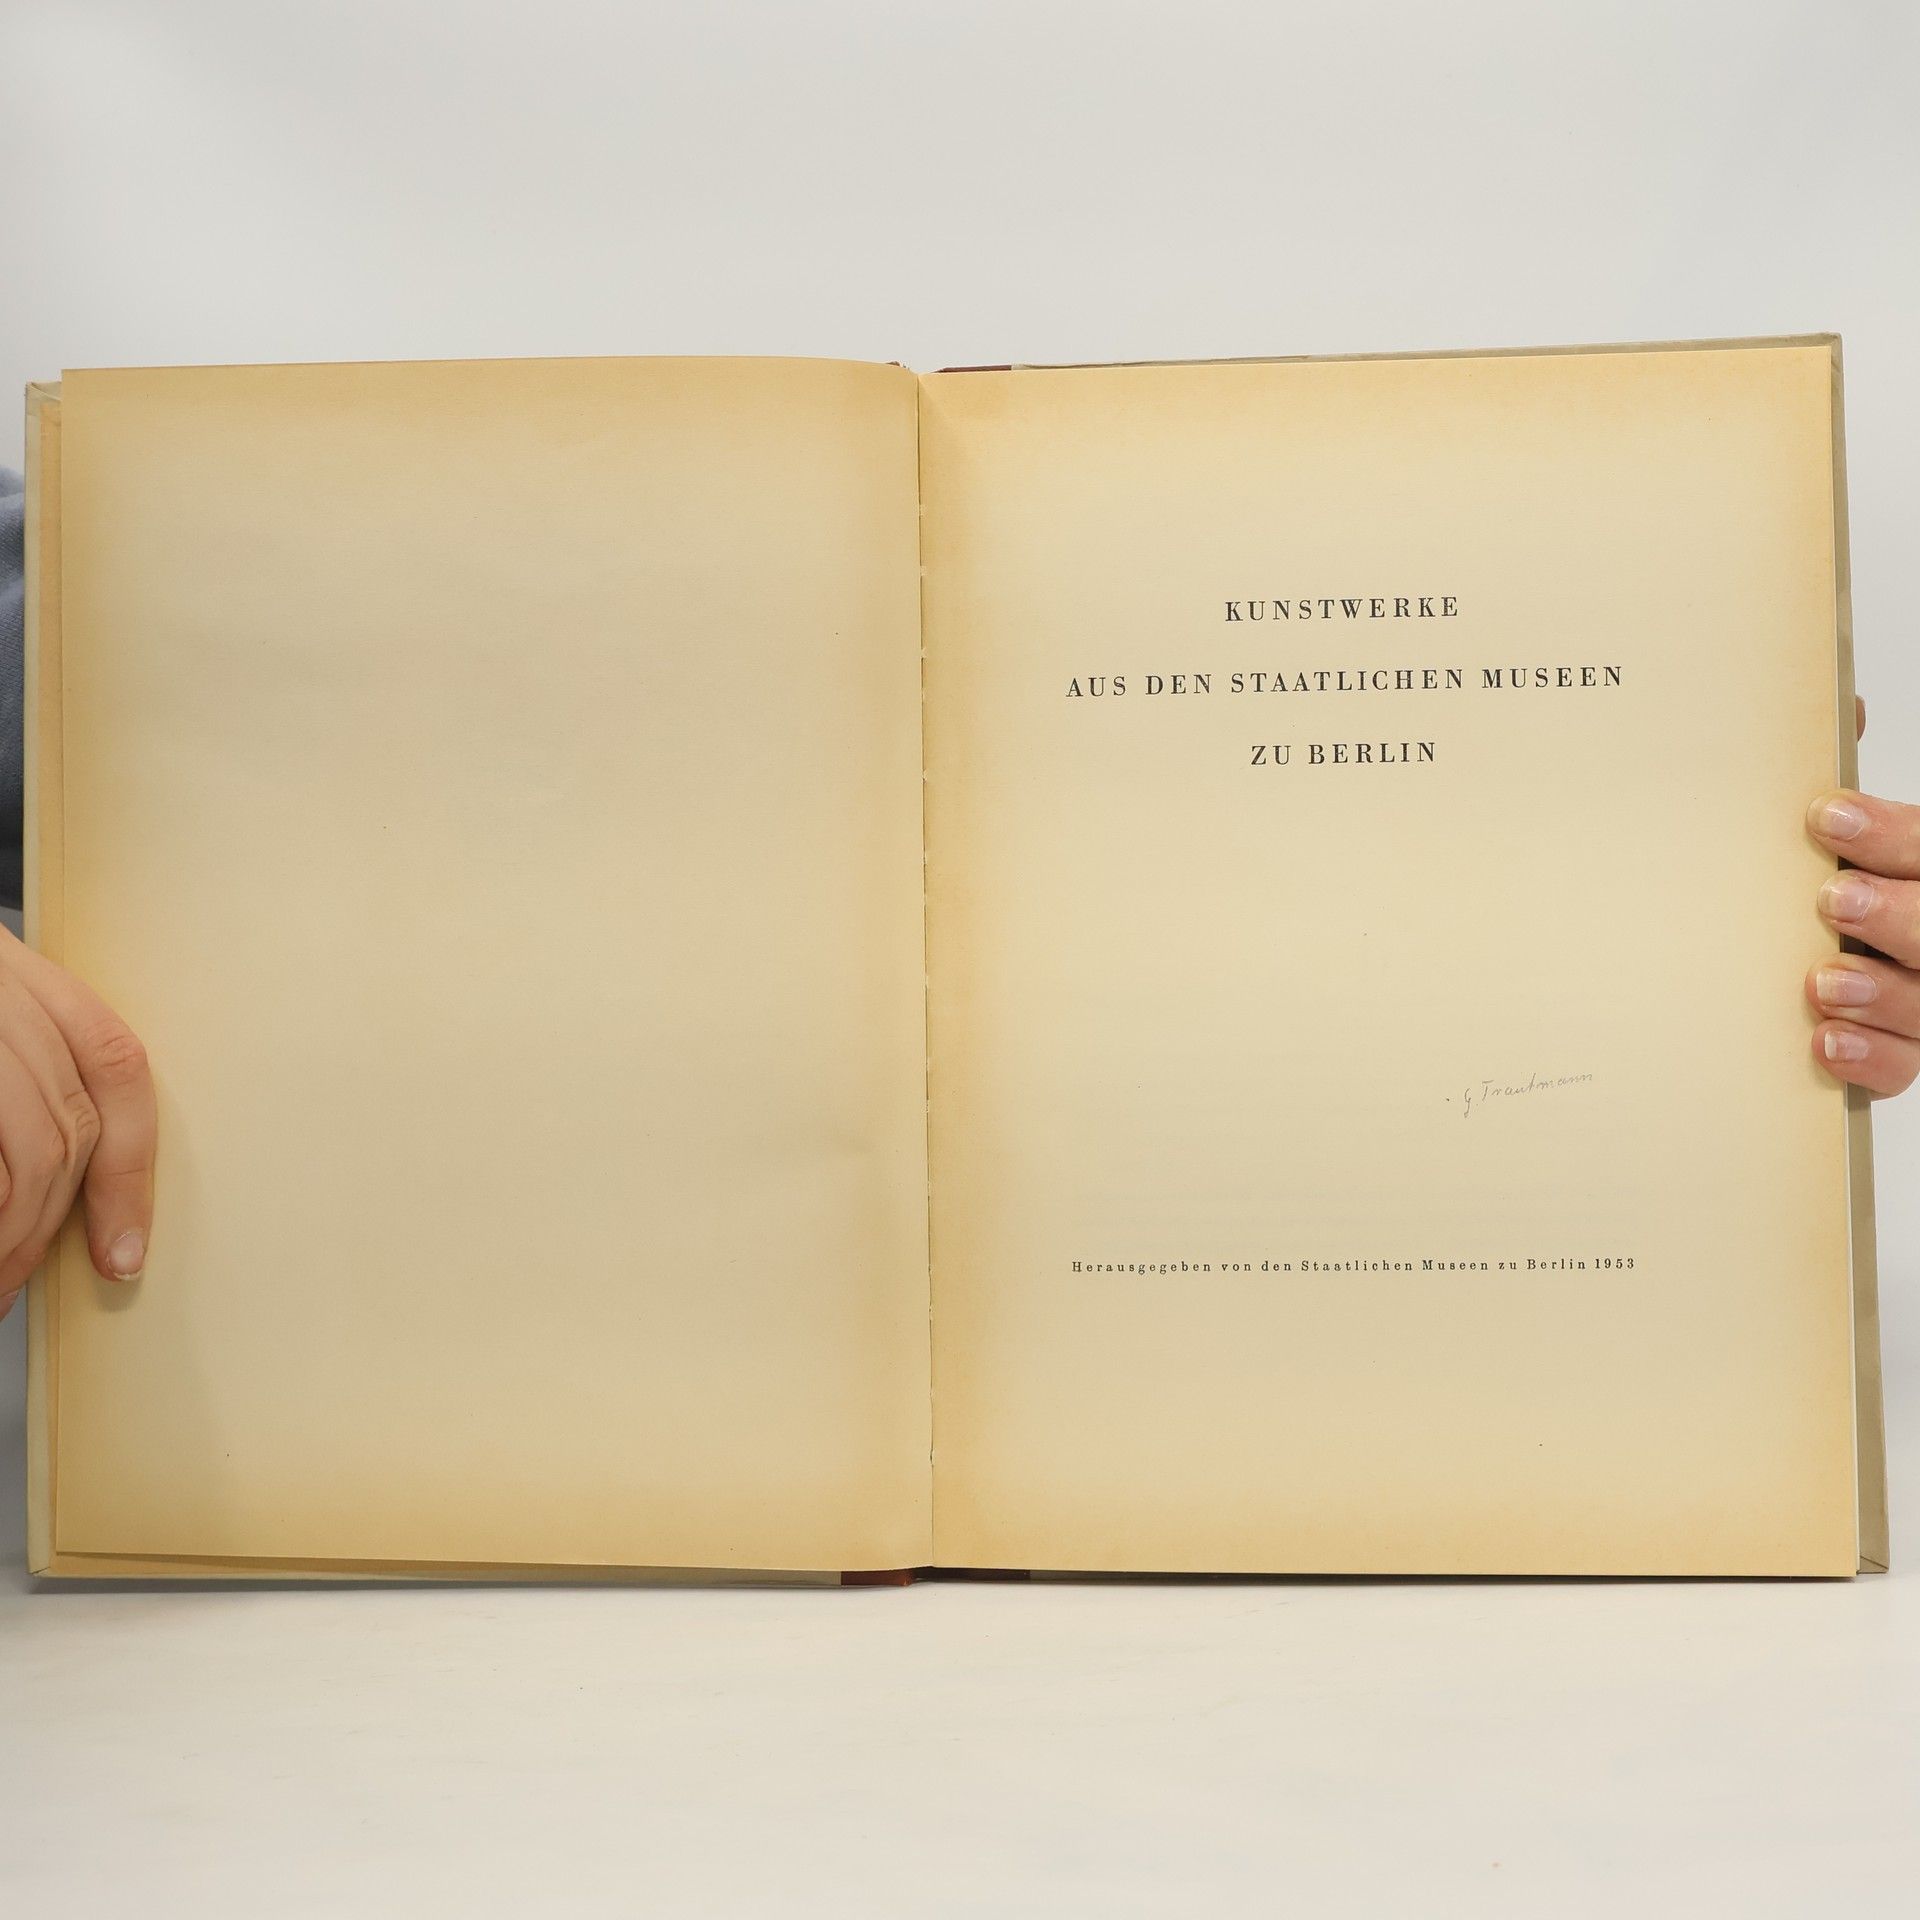 KUNSTWERKE
AUS DEN STAATLICHEN MUSEEN
ZU BERLIN
G. Trautmann
Herausgegeben von den Staatlichen Museen zu Berlin 1953